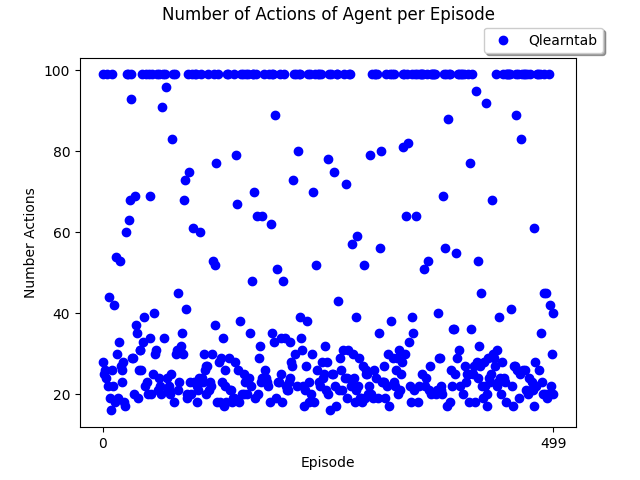 Number of Actions of Agent per Episode
Qlearntab
100
80
60
40
20
Number Actions
0
499
Episode